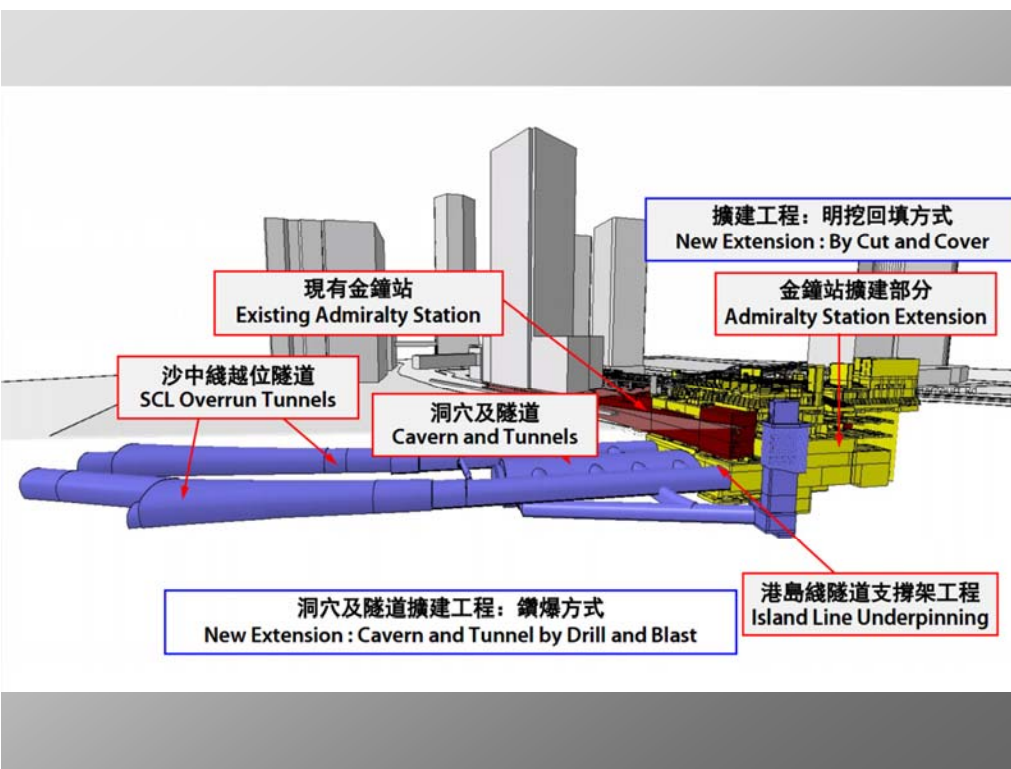 擴建工程：明挖回填方式
New Extension : By Cut and Cover
現有金鐘站
Existing Admiralty Station
金鐘站擴建部分
Admiralty Station Extension
沙中綫越位隧道
SCL Overrun Tunnels
洞穴及隧道
Cavern and Tunnels
港島綫隧道支撐架工程
Island Line Underpinning
洞穴及隧道擴建工程：鑽爆方式
New Extension : Cavern and Tunnel by Drill and Blast